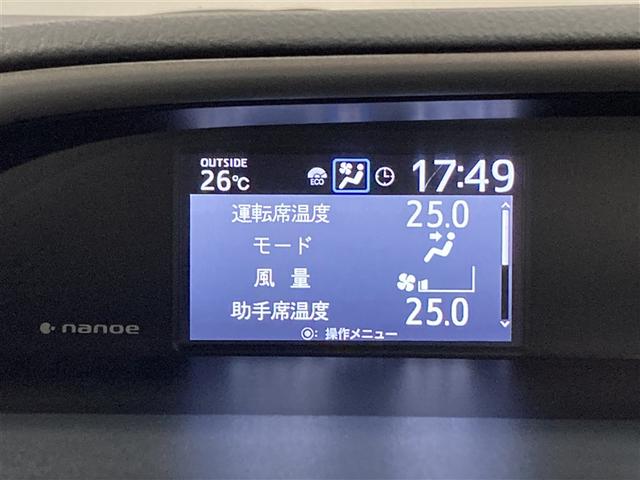 OUTSIDE
26℃ ECO 17:49
運転席温度 25.0
モード
風量
助手席温度 25.0
: 操作メニュー
nanoe